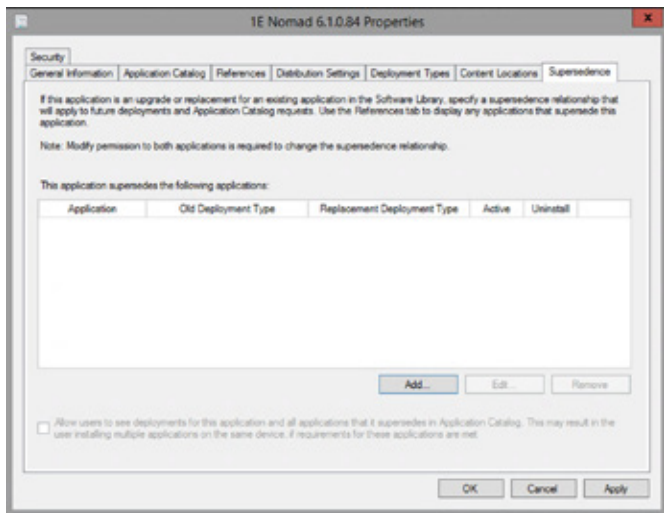 1E Nomad 6.1.0.84 Properties
x
Security
General Information Application Catalog References Distribution Settings Deployment Types Content Locations Supersedence
If this application is an upgrade or replacement for an existing application in the Software Library, specify a supersedence relationship that
will apply to future deployments and Application Catalog requests. Use the References tab to display any applications that supersede this
application.
Note: Modify permission to both applications is required to change the supersedence relationship.
This application supersedes the following applications:
Application Old Deployment Type Replacement Deployment Type Active Uninstall
Add... Edit... Remove
Allow users to see deployments for this application and all applications that it supersedes in Application Catalog. This may result in the
user installing multiple applications on the same device, if requirements for these applications are met
OK Cancel Apply